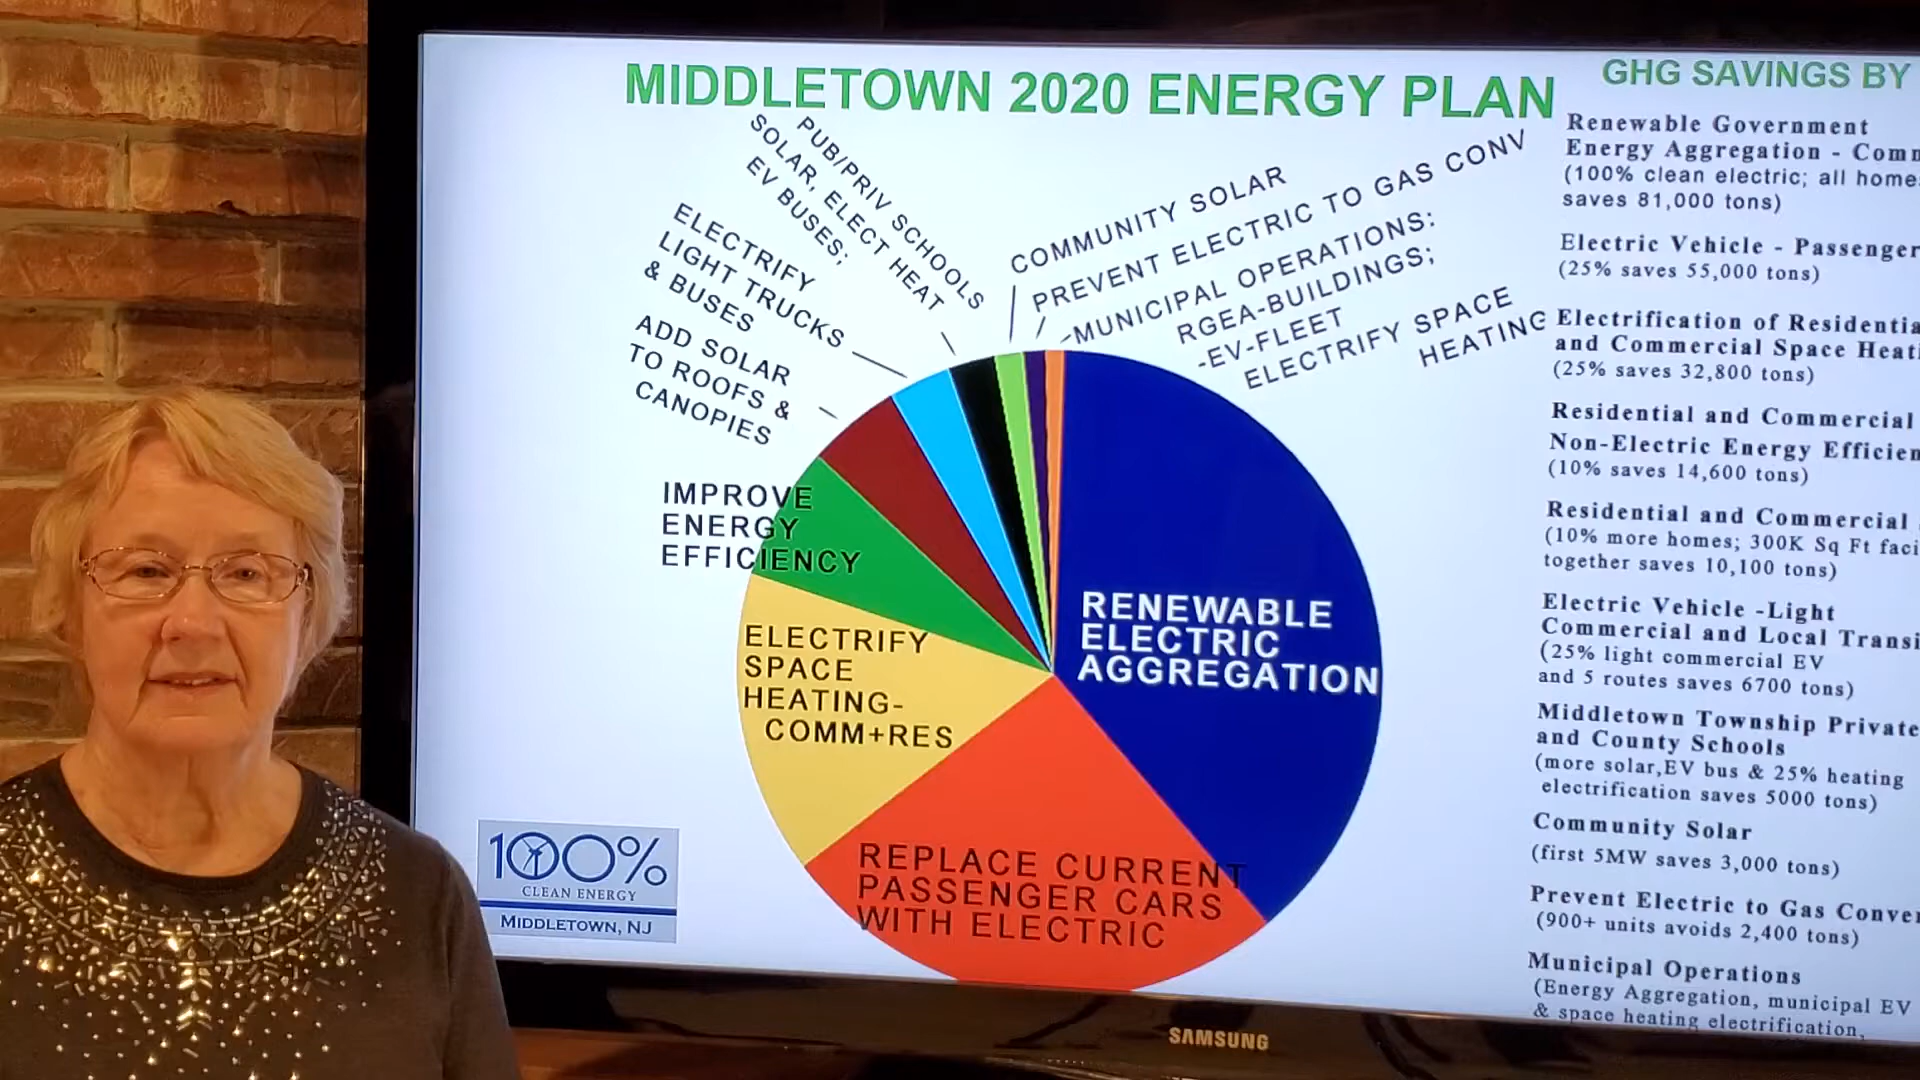 MIDDLETOWN 2020 ENERGY PLAN
PUB/PRIV SCHOOLS
SOLAR, ELECT HEAT
EV BUSES;
ELECTRIFY
LIGHT TRUCKS
& BUSES
ADD SOLAR
TO ROOFS &
CANOPIES
COMMUNITY SOLAR
PREVENT ELECTRIC TO GAS CONV
-MUNICIPAL OPERATIONS:
RGEA-BUILDINGS;
-EV-FLEET
ELECTRIFY SPACE
HEATING
IMPROVE
ENERGY
EFFICIENCY
ELECTRIFY
SPACE
HEATING-
COMM+RES
RENEWABLE
ELECTRIC
AGGREGATION
REPLACE CURRENT
PASSENGER CARS
WITH ELECTRIC
100%
CLEAN ENERGY
MIDDLETOWN, NJ
GHG SAVINGS BY
Renewable Government
Energy Aggregation - Comm
(100% clean electric; all home
saves 81,000 tons)
Electric Vehicle - Passenger
(25% saves 55,000 tons)
Electrification of Residentia
and Commercial Space Heati
(25% saves 32,800 tons)
Residential and Commercial
Non-Electric Energy Efficien
(10% saves 14,600 tons)
Residential and Commercial
(10% more homes; 300K Sq Ft faci
together saves 10,100 tons)
Electric Vehicle -Light
Commercial and Local Transi
(25% light commercial EV
and 5 routes saves 6700 tons)
Middletown Township Private
and County Schools
(more solar,EV bus & 25% heating
electrification saves 5000 tons)
Community Solar
(first 5MW saves 3,000 tons)
Prevent Electric to Gas Conver
(900+ units avoids 2,400 tons)
Municipal Operations
(Energy Aggregation, municipal EV
& space heating electrification,
SAMSUNG